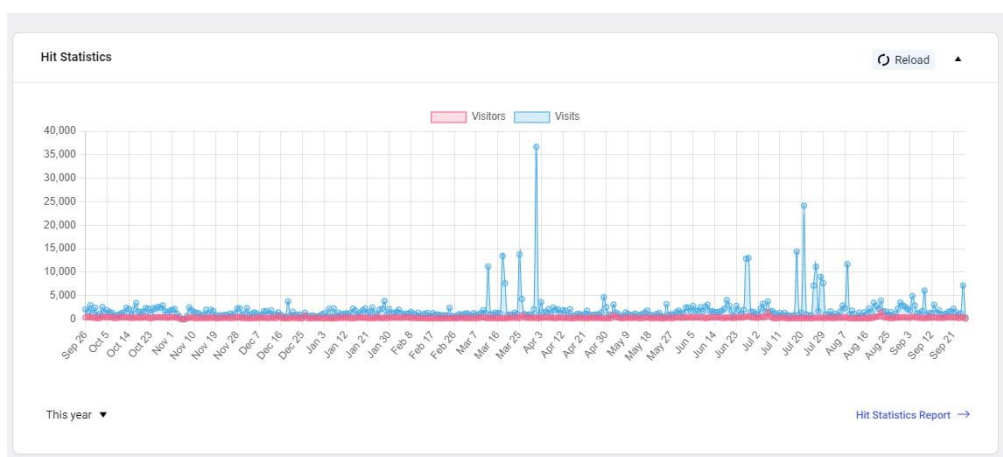 Hit Statistics
Reload
Visitors Visits
40,000
35,000
30,000
25,000
20,000
15,000
10,000
5,000
0
Sep 26 Oct 5 Oct 14 Oct 23 Nov 1 Nov 10 Nov 19 Nov 28 Dec 7 Dec 16 Dec 25 Jan 3 Jan 12 Jan 21 Jan 30 Feb 8 Feb 17 Feb 26 Mar 7 Mar 16 Mar 25 Apr 3 Apr 12 Apr 21 Apr 30 May 9 May 18 May 27 Jun 5 Jun 14 Jun 23 Jul 2 Jul 11 Jul 20 Jul 29 Aug 7 Aug 16 Aug 25 Sep 3 Sep 12 Sep 21
This year
Hit Statistics Report →